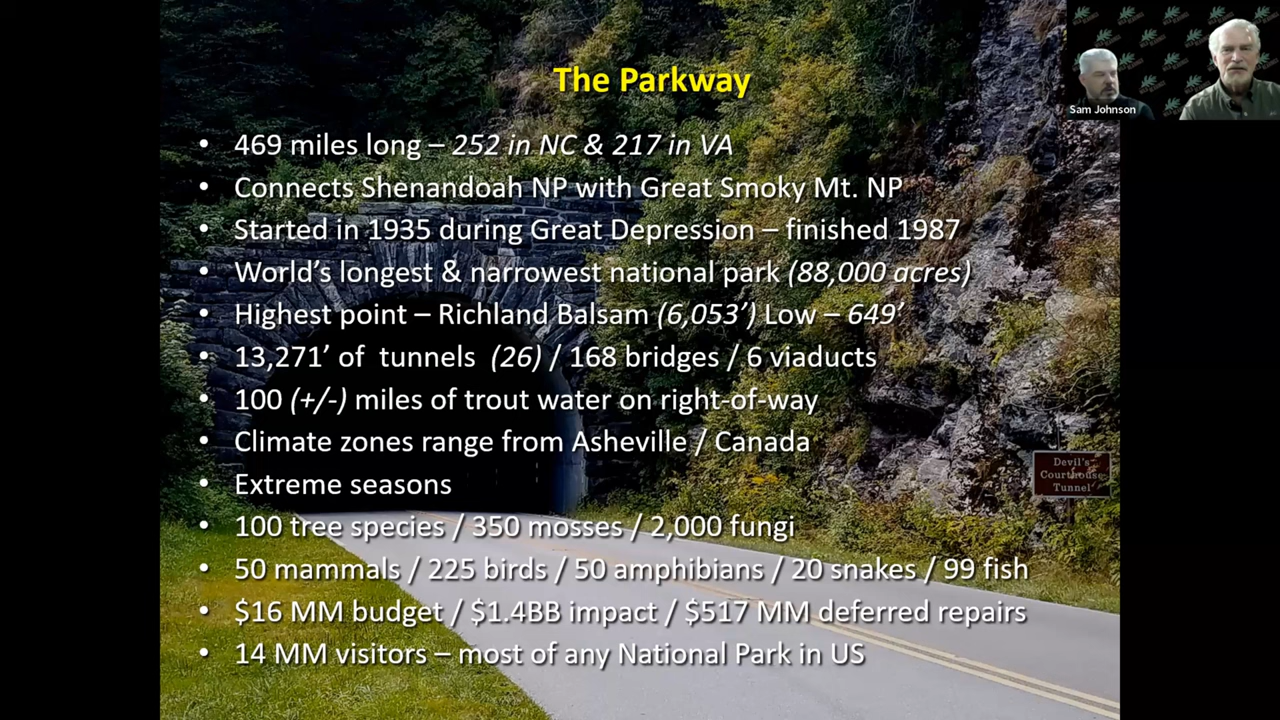 The Parkway
Sam Johnson
• 469 miles long – 252 in NC & 217 in VA
• Connects Shenandoah NP with Great Smoky Mt. NP
• Started in 1935 during Great Depression – finished 1987
• World’s longest & narrowest national park (88,000 acres)
• Highest point – Richland Balsam (6,053’) Low – 649’
• 13,271’ of tunnels (26) / 168 bridges / 6 viaducts
• 100 (+/-) miles of trout water on right-of-way
• Climate zones range from Asheville / Canada
• Extreme seasons
• 100 tree species / 350 mosses / 2,000 fungi
• 50 mammals / 225 birds / 50 amphibians / 20 snakes / 99 fish
• $16 MM budget / $1.4BB impact / $517 MM deferred repairs
• 14 MM visitors – most of any National Park in US
Devil's
Courthouse
Tunnel